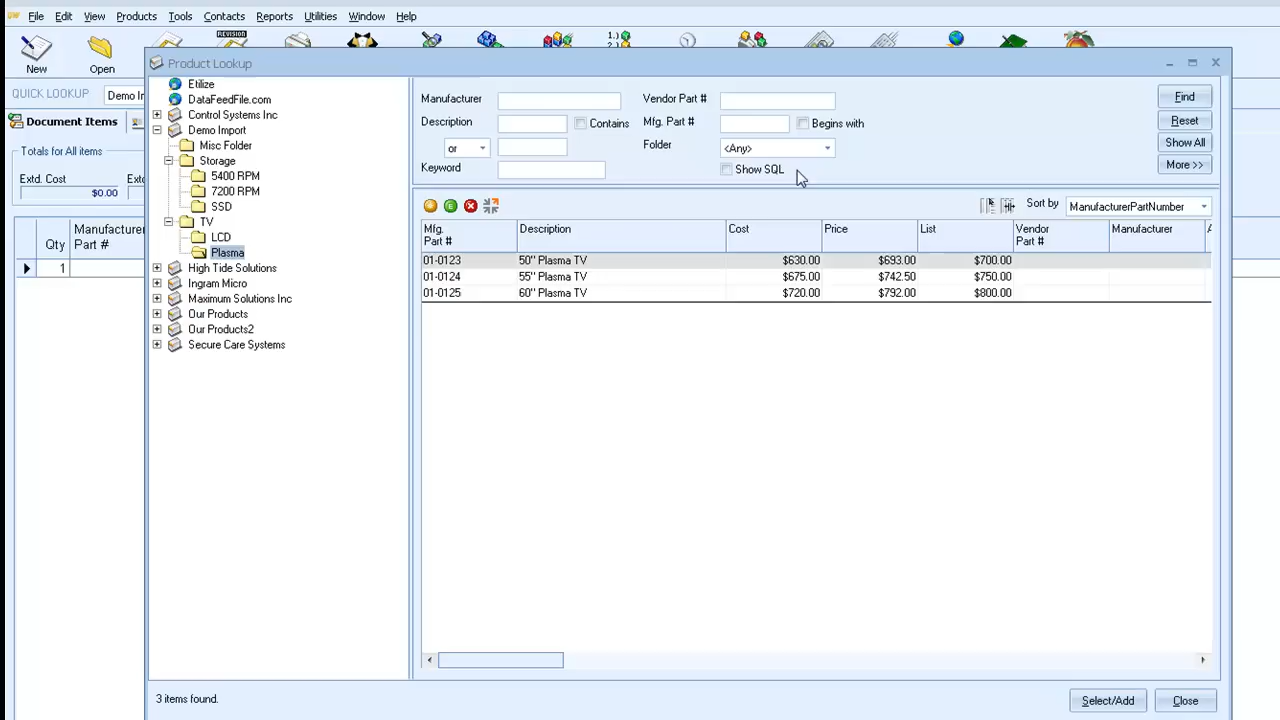 File Edit View Products Tools Contacts Reports Utilities Window Help
REVISION
1.)
2.)
New Open
QUICK LOOKUP Demo In
Document Items
Totals for All items
Extd. Cost
$0.00
Qty Manufacturer Part #
1
Product Lookup
Etilize
DataFeedFile.com
Control Systems Inc
Demo Import
Misc Folder
Storage
5400 RPM
7200 RPM
SSD
TV
LCD
Plasma
High Tide Solutions
Ingram Micro
Maximum Solutions Inc
Our Products
Our Products2
Secure Care Systems
Manufacturer Vendor Part # Find
Description Contains Mfg. Part # Begins with Reset
or Folder <Any> Show All
Keyword Show SQL More >>
Sort by ManufacturerPartNumber
Mfg. Part # Description Cost Price List Vendor Part # Manufacturer
01-0123 50" Plasma TV $630.00 $693.00 $700.00
01-0124 55" Plasma TV $675.00 $742.50 $750.00
01-0125 60" Plasma TV $720.00 $792.00 $800.00
3 items found. Select/Add Close